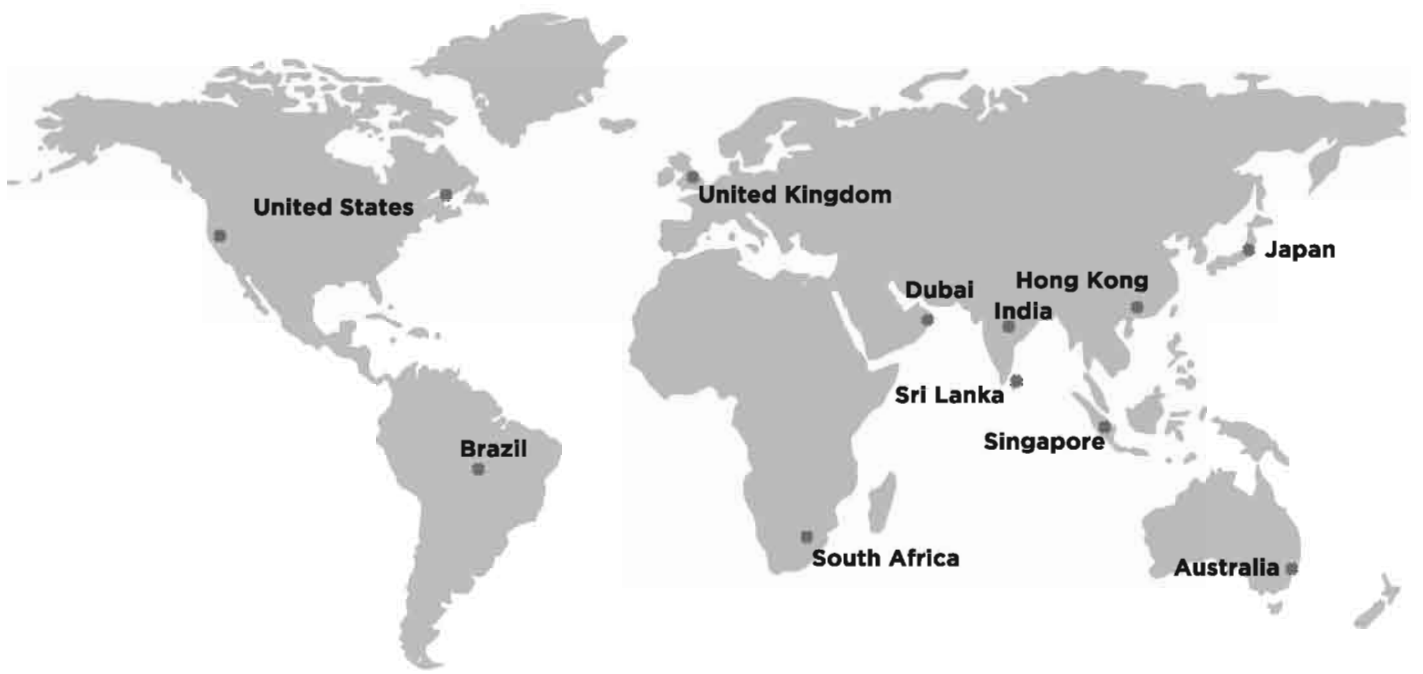 United States
United Kingdom
Japan
Hong Kong
Dubai
India
Sri Lanka
Singapore
Brazil
South Africa
Australia